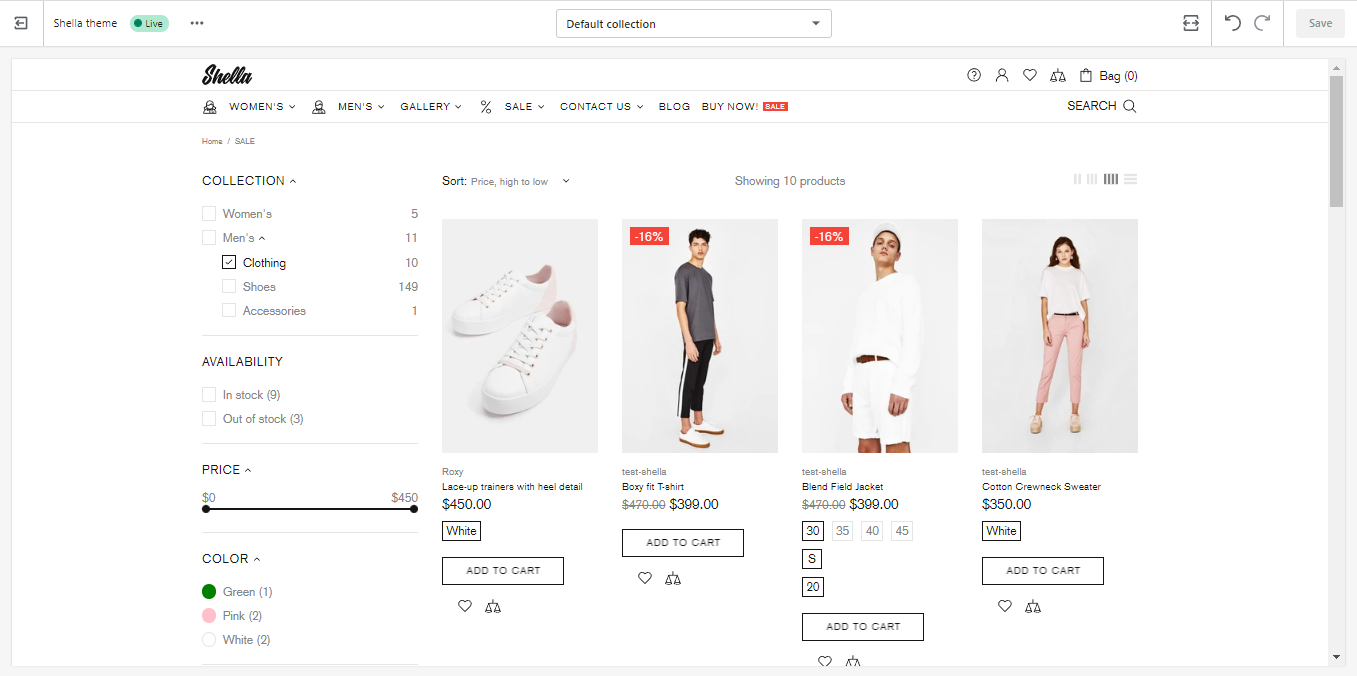 Shella theme Live ••• Default collection Save
Shella Bag (0)
WOMEN'S MEN'S GALLERY % SALE CONTACT US BLOG BUY NOW! SALE SEARCH
Home / SALE
COLLECTION
Women's 5
Men's 11
Clothing 10
Shoes 149
Accessories 1
AVAILABILITY
In stock (9)
Out of stock (3)
PRICE
$0 $450
COLOR
Green (1)
Pink (2)
White (2)
Sort: Price, high to low Showing 10 products
Roxy
Lace-up trainers with heel detail
$450.00
White
ADD TO CART
-16%
test-shella
Boxy fit T-shirt
$470.00 $399.00
ADD TO CART
-16%
test-shella
Blend Field Jacket
$470.00 $399.00
30 35 40 45
S
20
ADD TO CART
test-shella
Cotton Crewneck Sweater
$350.00
White
ADD TO CART